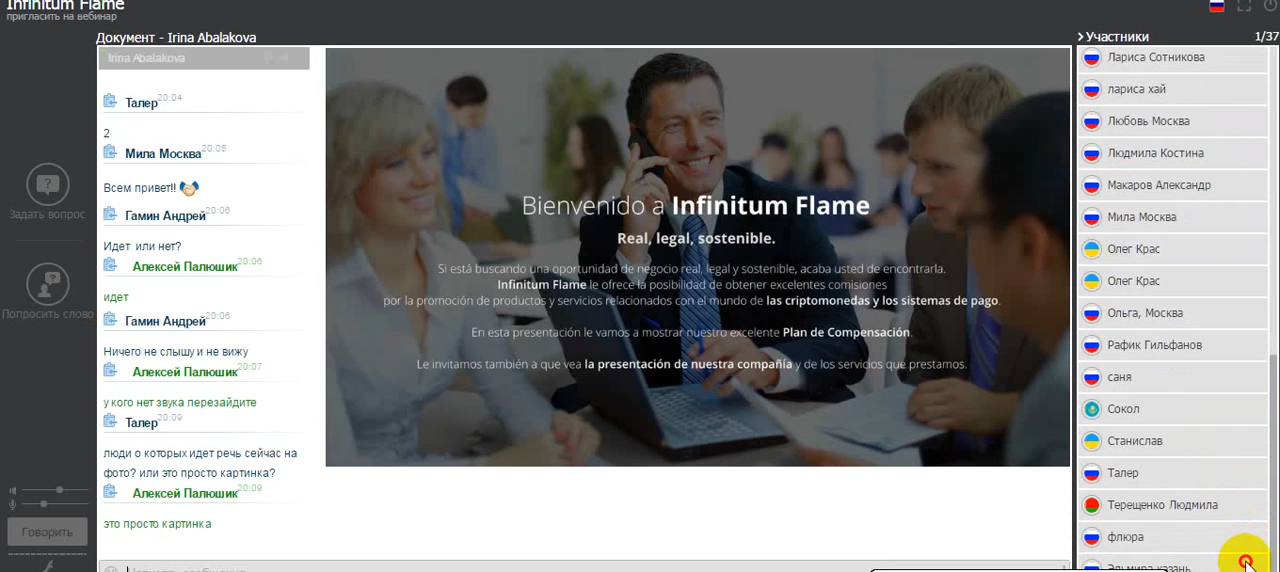 Infinitum Flame
пригласить на вебинар
Документ - Irina Abalakova
Irina Abalakova
Талер 20:04
2
Мила Москва 20:05
Всем привет!!
Гамин Андрей 20:06
Идет или нет?
Алексей Палюшик 20:06
идет
Гамин Андрей 20:06
Ничего не слышу и не вижу
Алексей Палюшик 20:07
у кого нет звука перезайдите
Талер 20:09
люди о которых идет речь сейчас на
фото? или это просто картинка?
Алексей Палюшик 20:09
это просто картинка
Задать вопрос
Попросить слово
Говорить
Bienvenido a Infinitum Flame
Real, legal, sostenible.
Si está buscando una oportunidad de negocio real, legal y sostenible, acaba usted de encontrarla.
Infinitum Flame le ofrece la posibilidad de obtener excelentes comisiones
por la promoción de productos y servicios relacionados con el mundo de las criptomonedas y los sistemas de pago.
En esta presentación le vamos a mostrar nuestro excelente Plan de Compensación.
Le invitamos también a que vea la presentación de nuestra compañía y de los servicios que prestamos.
Участники 1/37
Лариса Сотникова
лариса хай
Любовь Москва
Людмила Костина
Макаров Александр
Мила Москва
Олег Крас
Олег Крас
Ольга, Москва
Рафик Гильфанов
саня
Сокол
Станислав
Талер
Терещенко Людмила
флюра
Эльмира казань